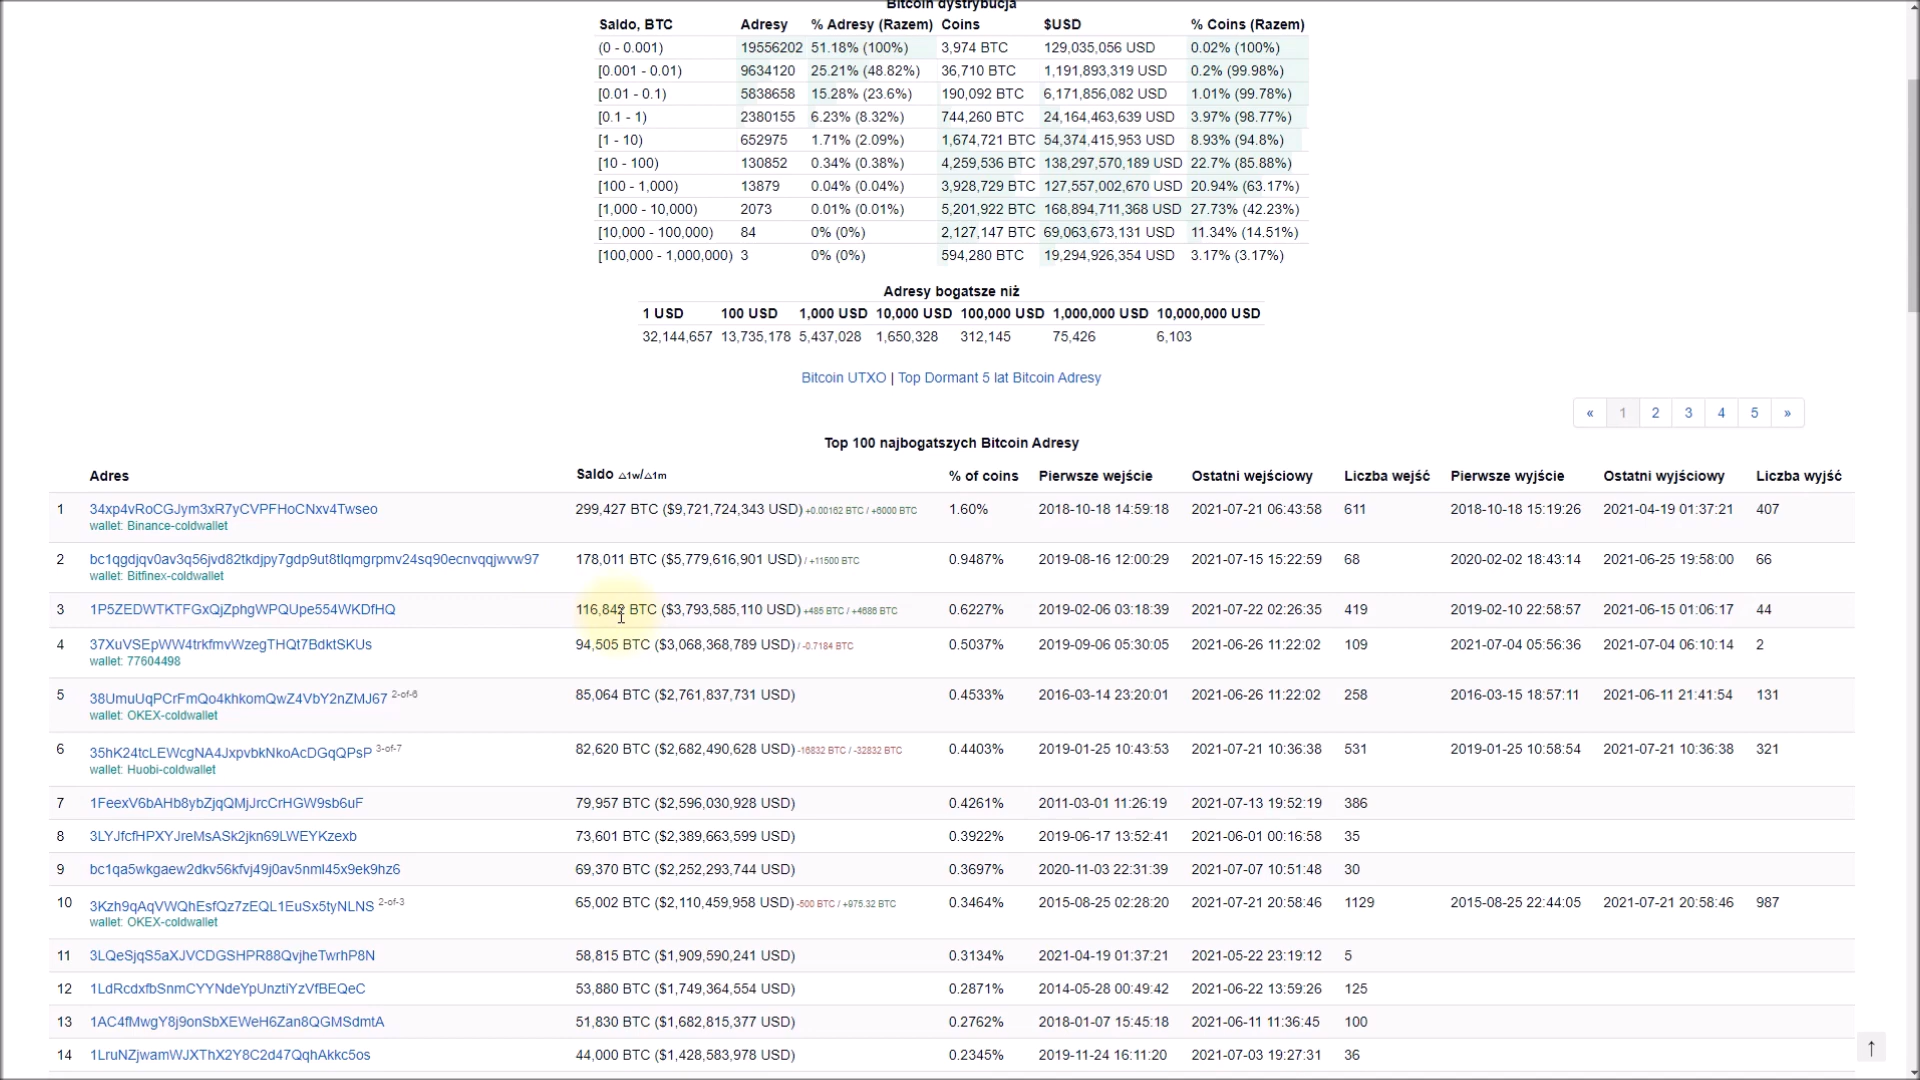 Bitcoin dystrybucja
Saldo, BTC Adresy % Adresy (Razem) Coins $USD % Coins (Razem)
(0 - 0.001) 19556202 51.18% (100%) 3,974 BTC 129,035,056 USD 0.02% (100%)
[0.001 - 0.01) 9634120 25.21% (48.82%) 36,710 BTC 1,191,893,319 USD 0.2% (99.98%)
[0.01 - 0.1) 5838658 15.28% (23.6%) 190,092 BTC 6,171,856,082 USD 1.01% (99.78%)
[0.1 - 1) 2380155 6.23% (8.32%) 744,260 BTC 24,164,463,639 USD 3.97% (98.77%)
[1 - 10) 652975 1.71% (2.09%) 1,674,721 BTC 54,374,415,953 USD 8.93% (94.8%)
[10 - 100) 130852 0.34% (0.38%) 4,259,536 BTC 138,297,570,189 USD 22.7% (85.88%)
[100 - 1,000) 13879 0.04% (0.04%) 3,928,729 BTC 127,557,002,670 USD 20.94% (63.17%)
[1,000 - 10,000) 2073 0.01% (0.01%) 5,201,922 BTC 168,894,711,368 USD 27.73% (42.23%)
[10,000 - 100,000) 84 0% (0%) 2,127,147 BTC 69,063,673,131 USD 11.34% (14.51%)
[100,000 - 1,000,000) 3 0% (0%) 594,280 BTC 19,294,926,354 USD 3.17% (3.17%)
Adresy bogatsze niż
1 USD 100 USD 1,000 USD 10,000 USD 100,000 USD 1,000,000 USD 10,000,000 USD
32,144,657 13,735,178 5,437,028 1,650,328 312,145 75,426 6,103
Bitcoin UTXO | Top Dormant 5 lat Bitcoin Adresy
« 1 2 3 4 5 »
Top 100 najbogatszych Bitcoin Adresy
Adres Saldo △1w/△1m % of coins Pierwsze wejście Ostatni wejściowy Liczba wejść Pierwsze wyjście Ostatni wyjściowy Liczba wyjść
1 34xp4vRoCGJym3xR7yCVPFHoCNxv4Twseo 299,427 BTC ($9,721,724,343 USD) +0.00162 BTC / +6000 BTC 1.60% 2018-10-18 14:59:18 2021-07-21 06:43:58 611 2018-10-18 15:19:26 2021-04-19 01:37:21 407
wallet: Binance-coldwallet
2 bc1qgdjqv0av3q56jvd82tkdjpy7gdp9ut8tlqmgrpmv24sq90ecnvqqjwvw97 178,011 BTC ($5,779,616,901 USD) / +11500 BTC 0.9487% 2019-08-16 12:00:29 2021-07-15 15:22:59 68 2020-02-02 18:43:14 2021-06-25 19:58:00 66
wallet: Bitfinex-coldwallet
3 1P5ZEDWTKTFGxQjZphgWPQUpe554WKDfHQ 116,842 BTC ($3,793,585,110 USD) +485 BTC / +4686 BTC 0.6227% 2019-02-06 03:18:39 2021-07-22 02:26:35 419 2019-02-10 22:58:57 2021-06-15 01:06:17 44
4 37XuVSEpWW4trkfmvWzegTHQt7BdktSKUs 94,505 BTC ($3,068,368,789 USD) / -0.7184 BTC 0.5037% 2019-09-06 05:30:05 2021-06-26 11:22:02 109 2021-07-04 05:56:36 2021-07-04 06:10:14 2
wallet: 77604498
5 38UmuUqPCrFmQo4khkomQwZ4VbY2nZMJ67 2-of-6 85,064 BTC ($2,761,837,731 USD) 0.4533% 2016-03-14 23:20:01 2021-06-26 11:22:02 258 2016-03-15 18:57:11 2021-06-11 21:41:54 131
wallet: OKEX-coldwallet
6 35hK24tcLEWcgNA4JxpvbkNkoAcDGqQPsP 3-of-7 82,620 BTC ($2,682,490,628 USD) -16832 BTC / -32832 BTC 0.4403% 2019-01-25 10:43:53 2021-07-21 10:36:38 531 2019-01-25 10:58:54 2021-07-21 10:36:38 321
wallet: Huobi-coldwallet
7 1FeexV6bAHb8ybZjqQMjJrcCrHGW9sb6uF 79,957 BTC ($2,596,030,928 USD) 0.4261% 2011-03-01 11:26:19 2021-07-13 19:52:19 386
8 3LYJfcfHPXYJreMsASk2jkn69LWEYKzexb 73,601 BTC ($2,389,663,599 USD) 0.3922% 2019-06-17 13:52:41 2021-06-01 00:16:58 35
9 bc1qa5wkgaew2dkv56kfvj49j0av5nml45x9ek9hz6 69,370 BTC ($2,252,293,744 USD) 0.3697% 2020-11-03 22:31:39 2021-07-07 10:51:48 30
10 3Kzh9qAqVWQhEsfQz7zEQL1EuSx5tyNLNS 2-of-3 65,002 BTC ($2,110,459,958 USD) -500 BTC / +975.32 BTC 0.3464% 2015-08-25 02:28:20 2021-07-21 20:58:46 1129 2015-08-25 22:44:05 2021-07-21 20:58:46 987
wallet: OKEX-coldwallet
11 3LQeSjqS5aXJVCDGSHPR88QvjheTwrhP8N 58,815 BTC ($1,909,590,241 USD) 0.3134% 2021-04-19 01:37:21 2021-05-22 23:19:12 5
12 1LdRcdxfbSnmCYYNdeYpUnztiYzVfBEQeC 53,880 BTC ($1,749,364,554 USD) 0.2871% 2014-05-28 00:49:42 2021-06-22 13:59:26 125
13 1AC4fMwgY8j9onSbXEWeH6Zan8QGMSdmtA 51,830 BTC ($1,682,815,377 USD) 0.2762% 2018-01-07 15:45:18 2021-06-11 11:36:45 100
14 1LruNZjwamWJXThX2Y8C2d47QqhAkkc5os 44,000 BTC ($1,428,583,978 USD) 0.2345% 2019-11-24 16:11:20 2021-07-03 19:27:31 36
↑